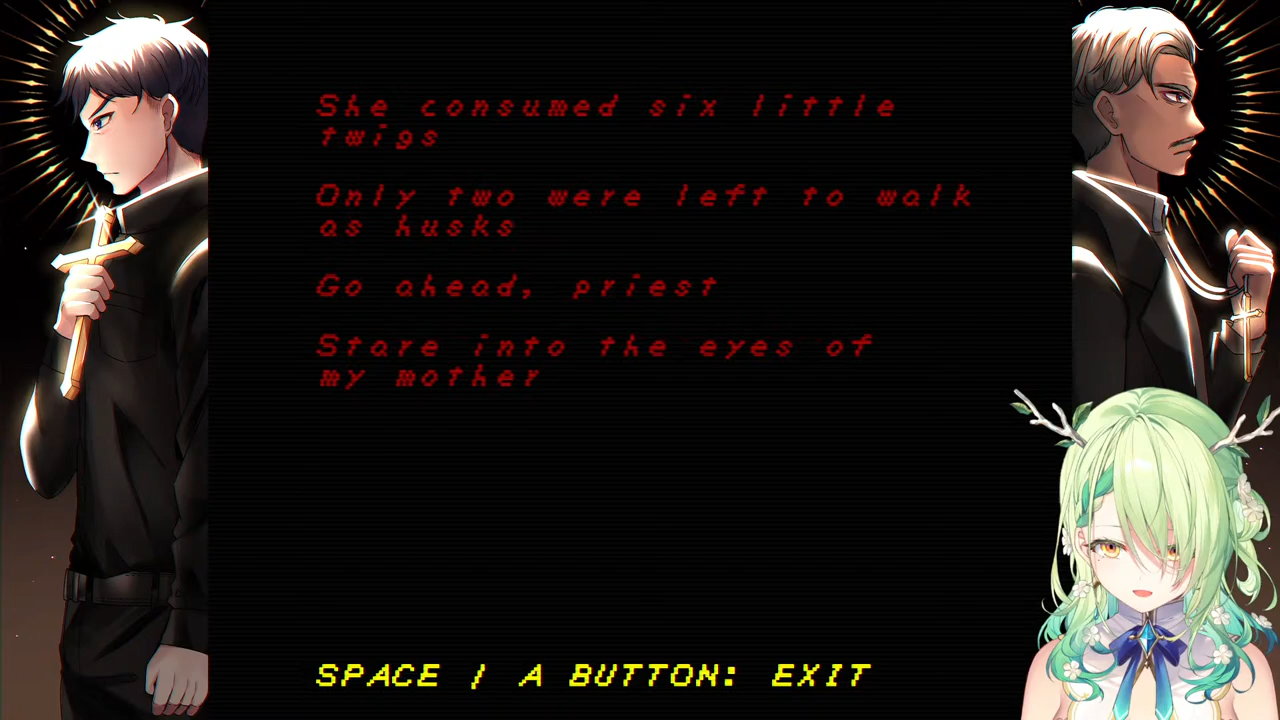 She consumed six little
twigs
Only two were left to walk
as husks
Go ahead, priest
Stare into the eyes of
my mother
SPACE / A BUTTON: EXIT